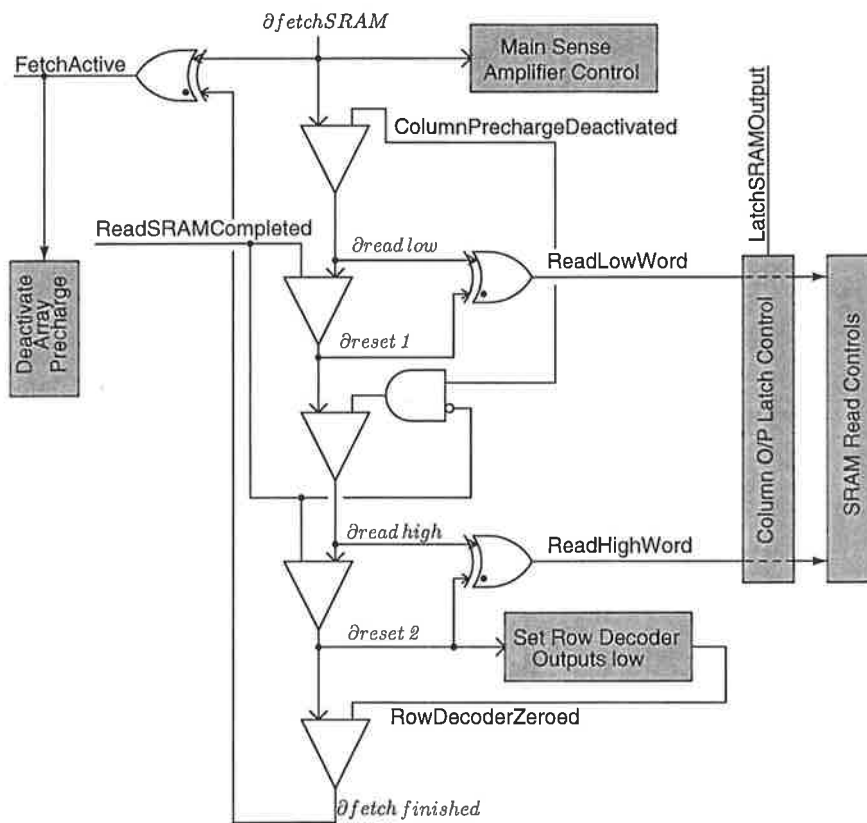 ∂fetchSRAM
FetchActive
Main Sense
Amplifier Control
ColumnPrechargeDeactivated
LatchSRAMOutput
ReadSRAMCompleted
∂read low
ReadLowWord
Deactivate
Array
Precharge
∂reset 1
Column O/P Latch Control
SRAM Read Controls
∂read high
ReadHighWord
∂reset 2
Set Row Decoder
Outputs low
RowDecoderZeroed
∂fetch finished